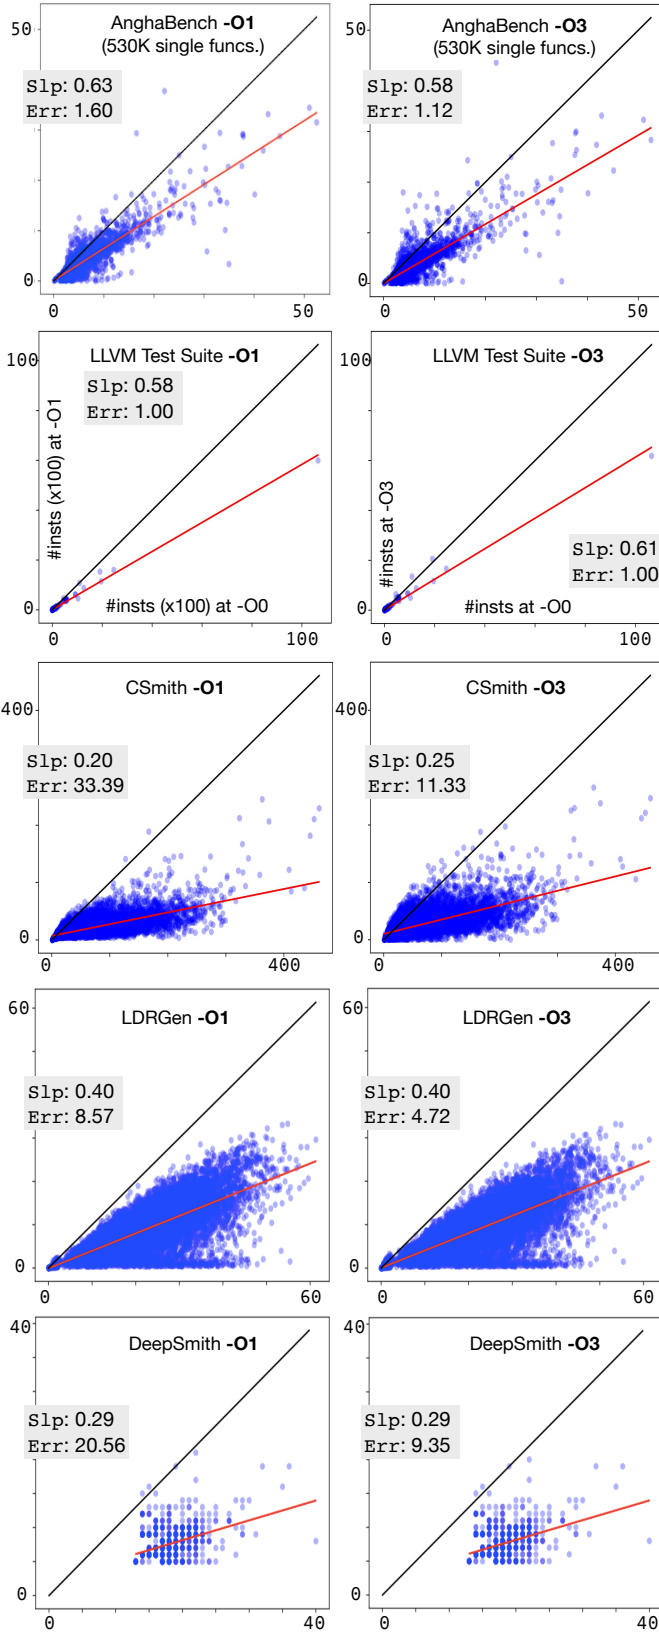 AnghaBench -O1
(530K single funcs.)
50
Slp: 0.63
Err: 1.60
0
0
50
AnghaBench -O3
(530K single funcs.)
50
Slp: 0.58
Err: 1.12
0
0
50
LLVM Test Suite -O1
100
Slp: 0.58
Err: 1.00
#insts (x100) at -O1
#insts (x100) at -O0
0
0
100
LLVM Test Suite -O3
100
#insts at -O3
Slp: 0.61
Err: 1.00
#insts at -O0
0
0
100
CSmith -O1
400
Slp: 0.20
Err: 33.39
0
0
400
CSmith -O3
400
Slp: 0.25
Err: 11.33
0
0
400
LDRGen -O1
60
Slp: 0.40
Err: 8.57
0
0
60
LDRGen -O3
60
Slp: 0.40
Err: 4.72
0
0
60
DeepSmith -O1
40
Slp: 0.29
Err: 20.56
0
0
40
DeepSmith -O3
40
Slp: 0.29
Err: 9.35
0
0
40